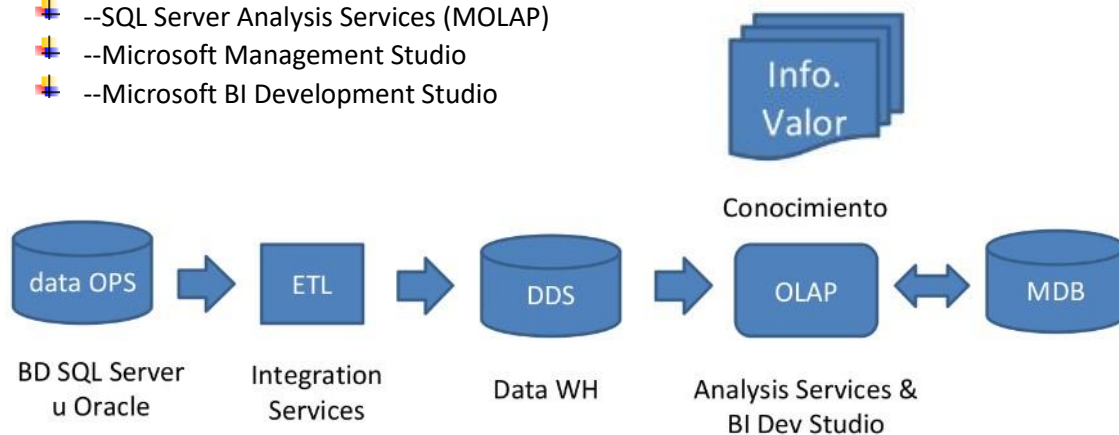 --SQL Server Analysis Services (MOLAP)
--Microsoft Management Studio
--Microsoft BI Development Studio
Info.
Valor
Conocimiento
data OPS
ETL
DDS
OLAP
MDB
BD SQL Server
u Oracle
Integration
Services
Data WH
Analysis Services &
BI Dev Studio